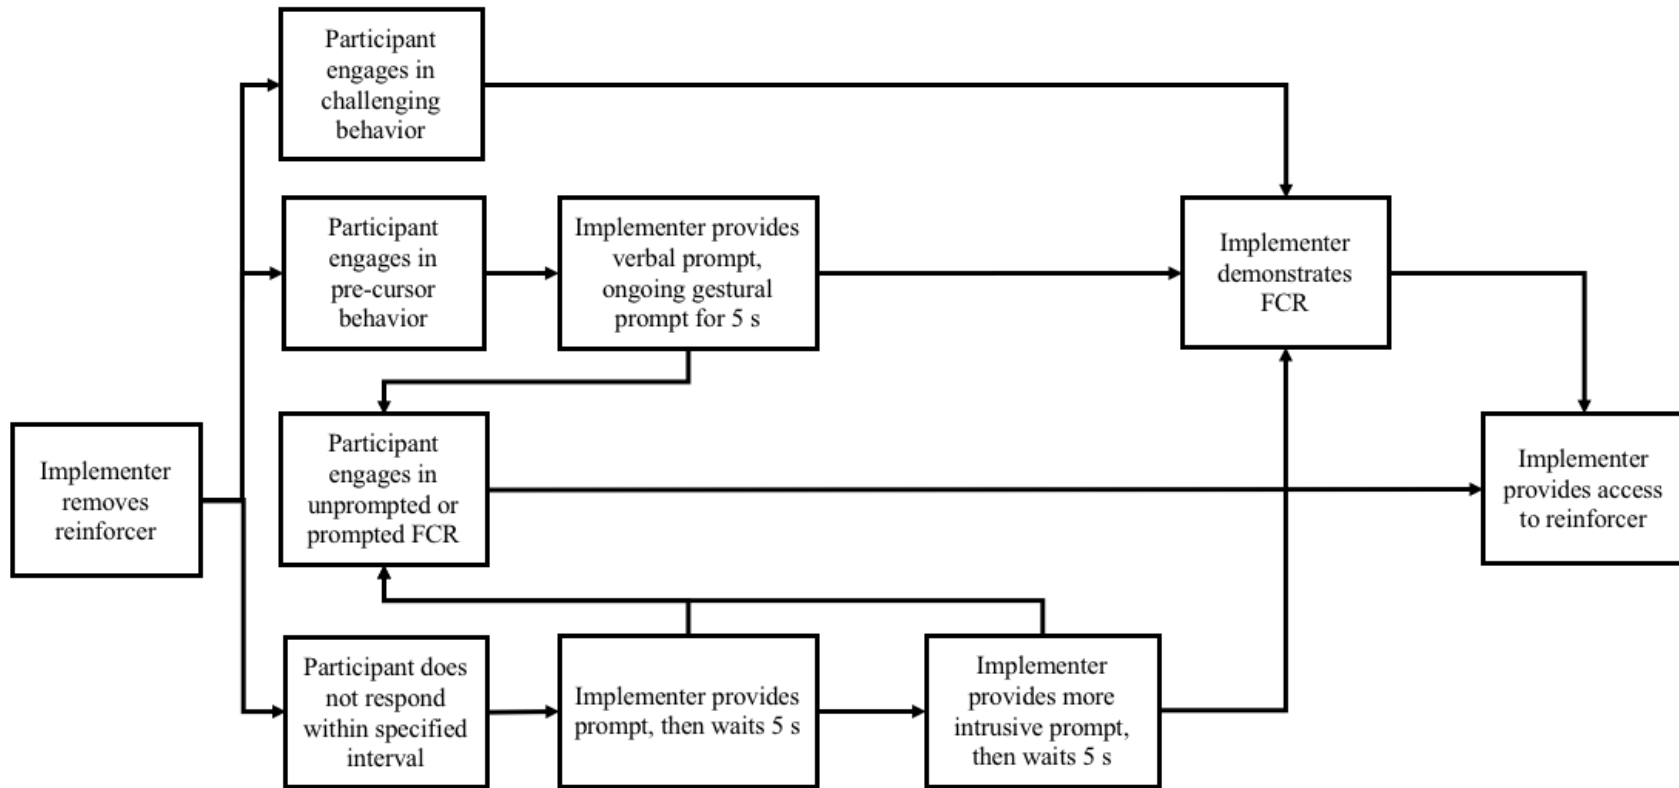 Participant
engages in
challenging
behavior
Participant
engages in
pre-cursor
behavior
Implementer provides
verbal prompt,
ongoing gestural
prompt for 5 s
Implementer
demonstrates
FCR
Implementer
removes
reinforcer
Participant
engages in
unprompted or
prompted FCR
Implementer
provides access
to reinforcer
Participant does
not respond
within specified
interval
Implementer provides
prompt, then waits 5 s
Implementer
provides more
intrusive prompt,
then waits 5 s